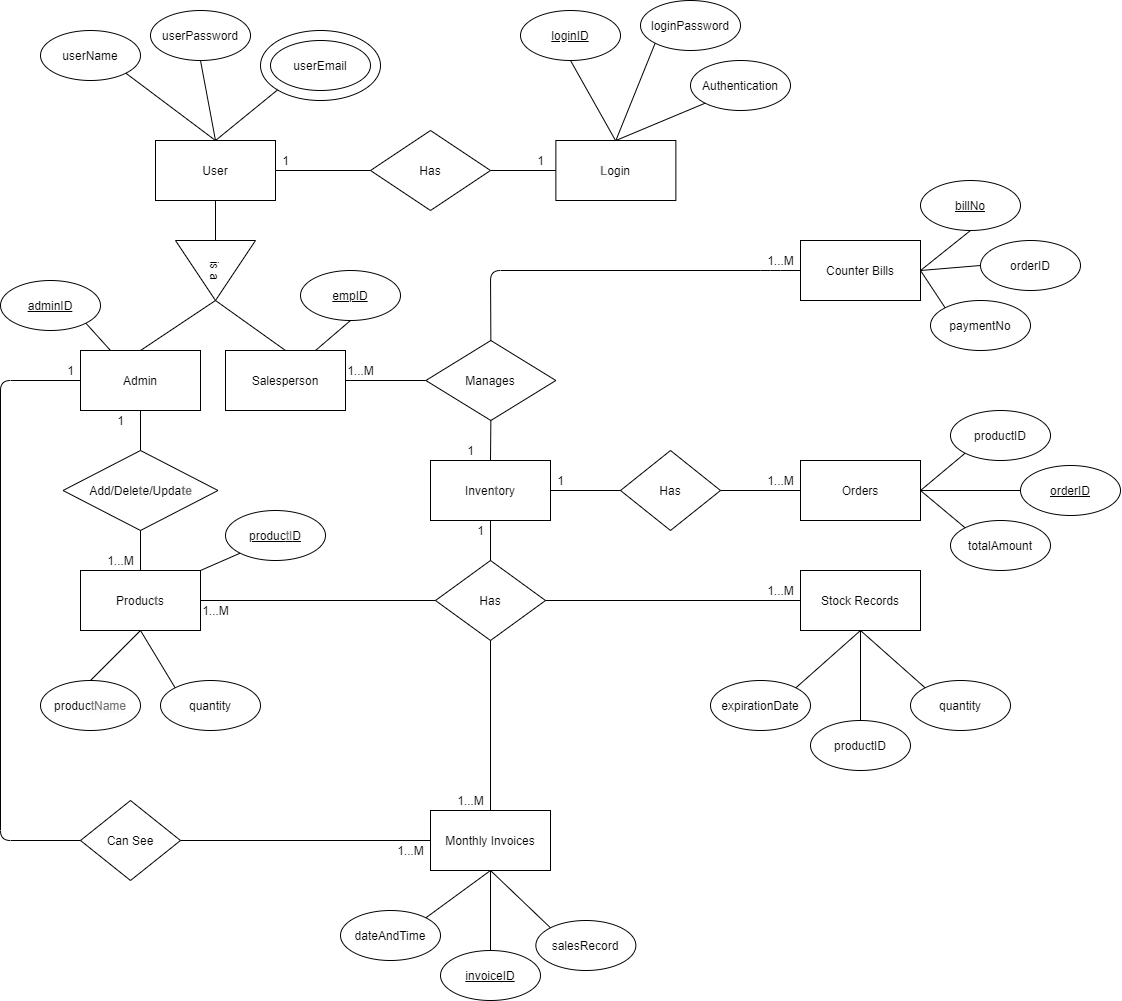 userName
userPassword
userEmail
loginID
loginPassword
Authentication
User
1
Has
1
Login
is a
adminID
empID
billNo
orderID
paymentNo
1...M
Counter Bills
1
Admin
1
Salesperson
1...M
Manages
1
Add/Delete/Update
Inventory
1
Has
1...M
Orders
productID
orderID
totalAmount
1
1...M
productID
Products
1...M
Has
1...M
Stock Records
productName
quantity
expirationDate
productID
quantity
1...M
Can See
1...M
Monthly Invoices
dateAndTime
invoiceID
salesRecord